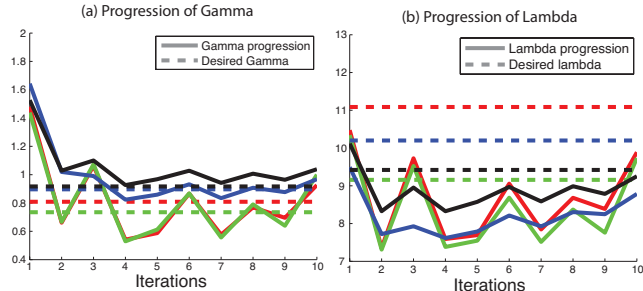 (a) Progression of Gamma
2
1.8
1.6
1.4
1.2
1
0.8
0.6
0.4
1 2 3 4 5 6 7 8 9 10
Iterations
Gamma progression
Desired Gamma
(b) Progression of Lambda
13
12
11
10
9
8
7
1 2 3 4 5 6 7 8 9 10
Iterations
Lambda progression
Desired lambda